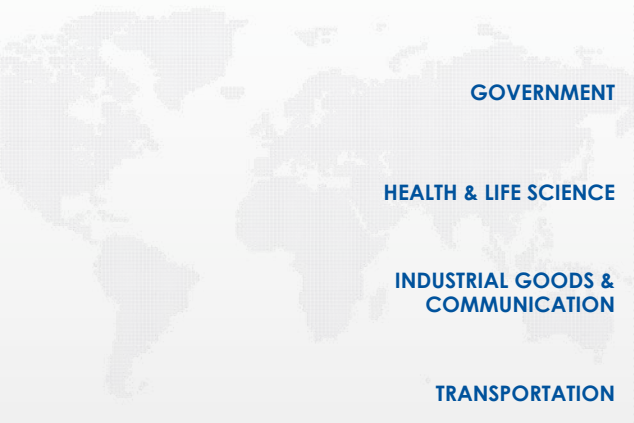 GOVERNMENT
HEALTH & LIFE SCIENCE
INDUSTRIAL GOODS &
COMMUNICATION
TRANSPORTATION